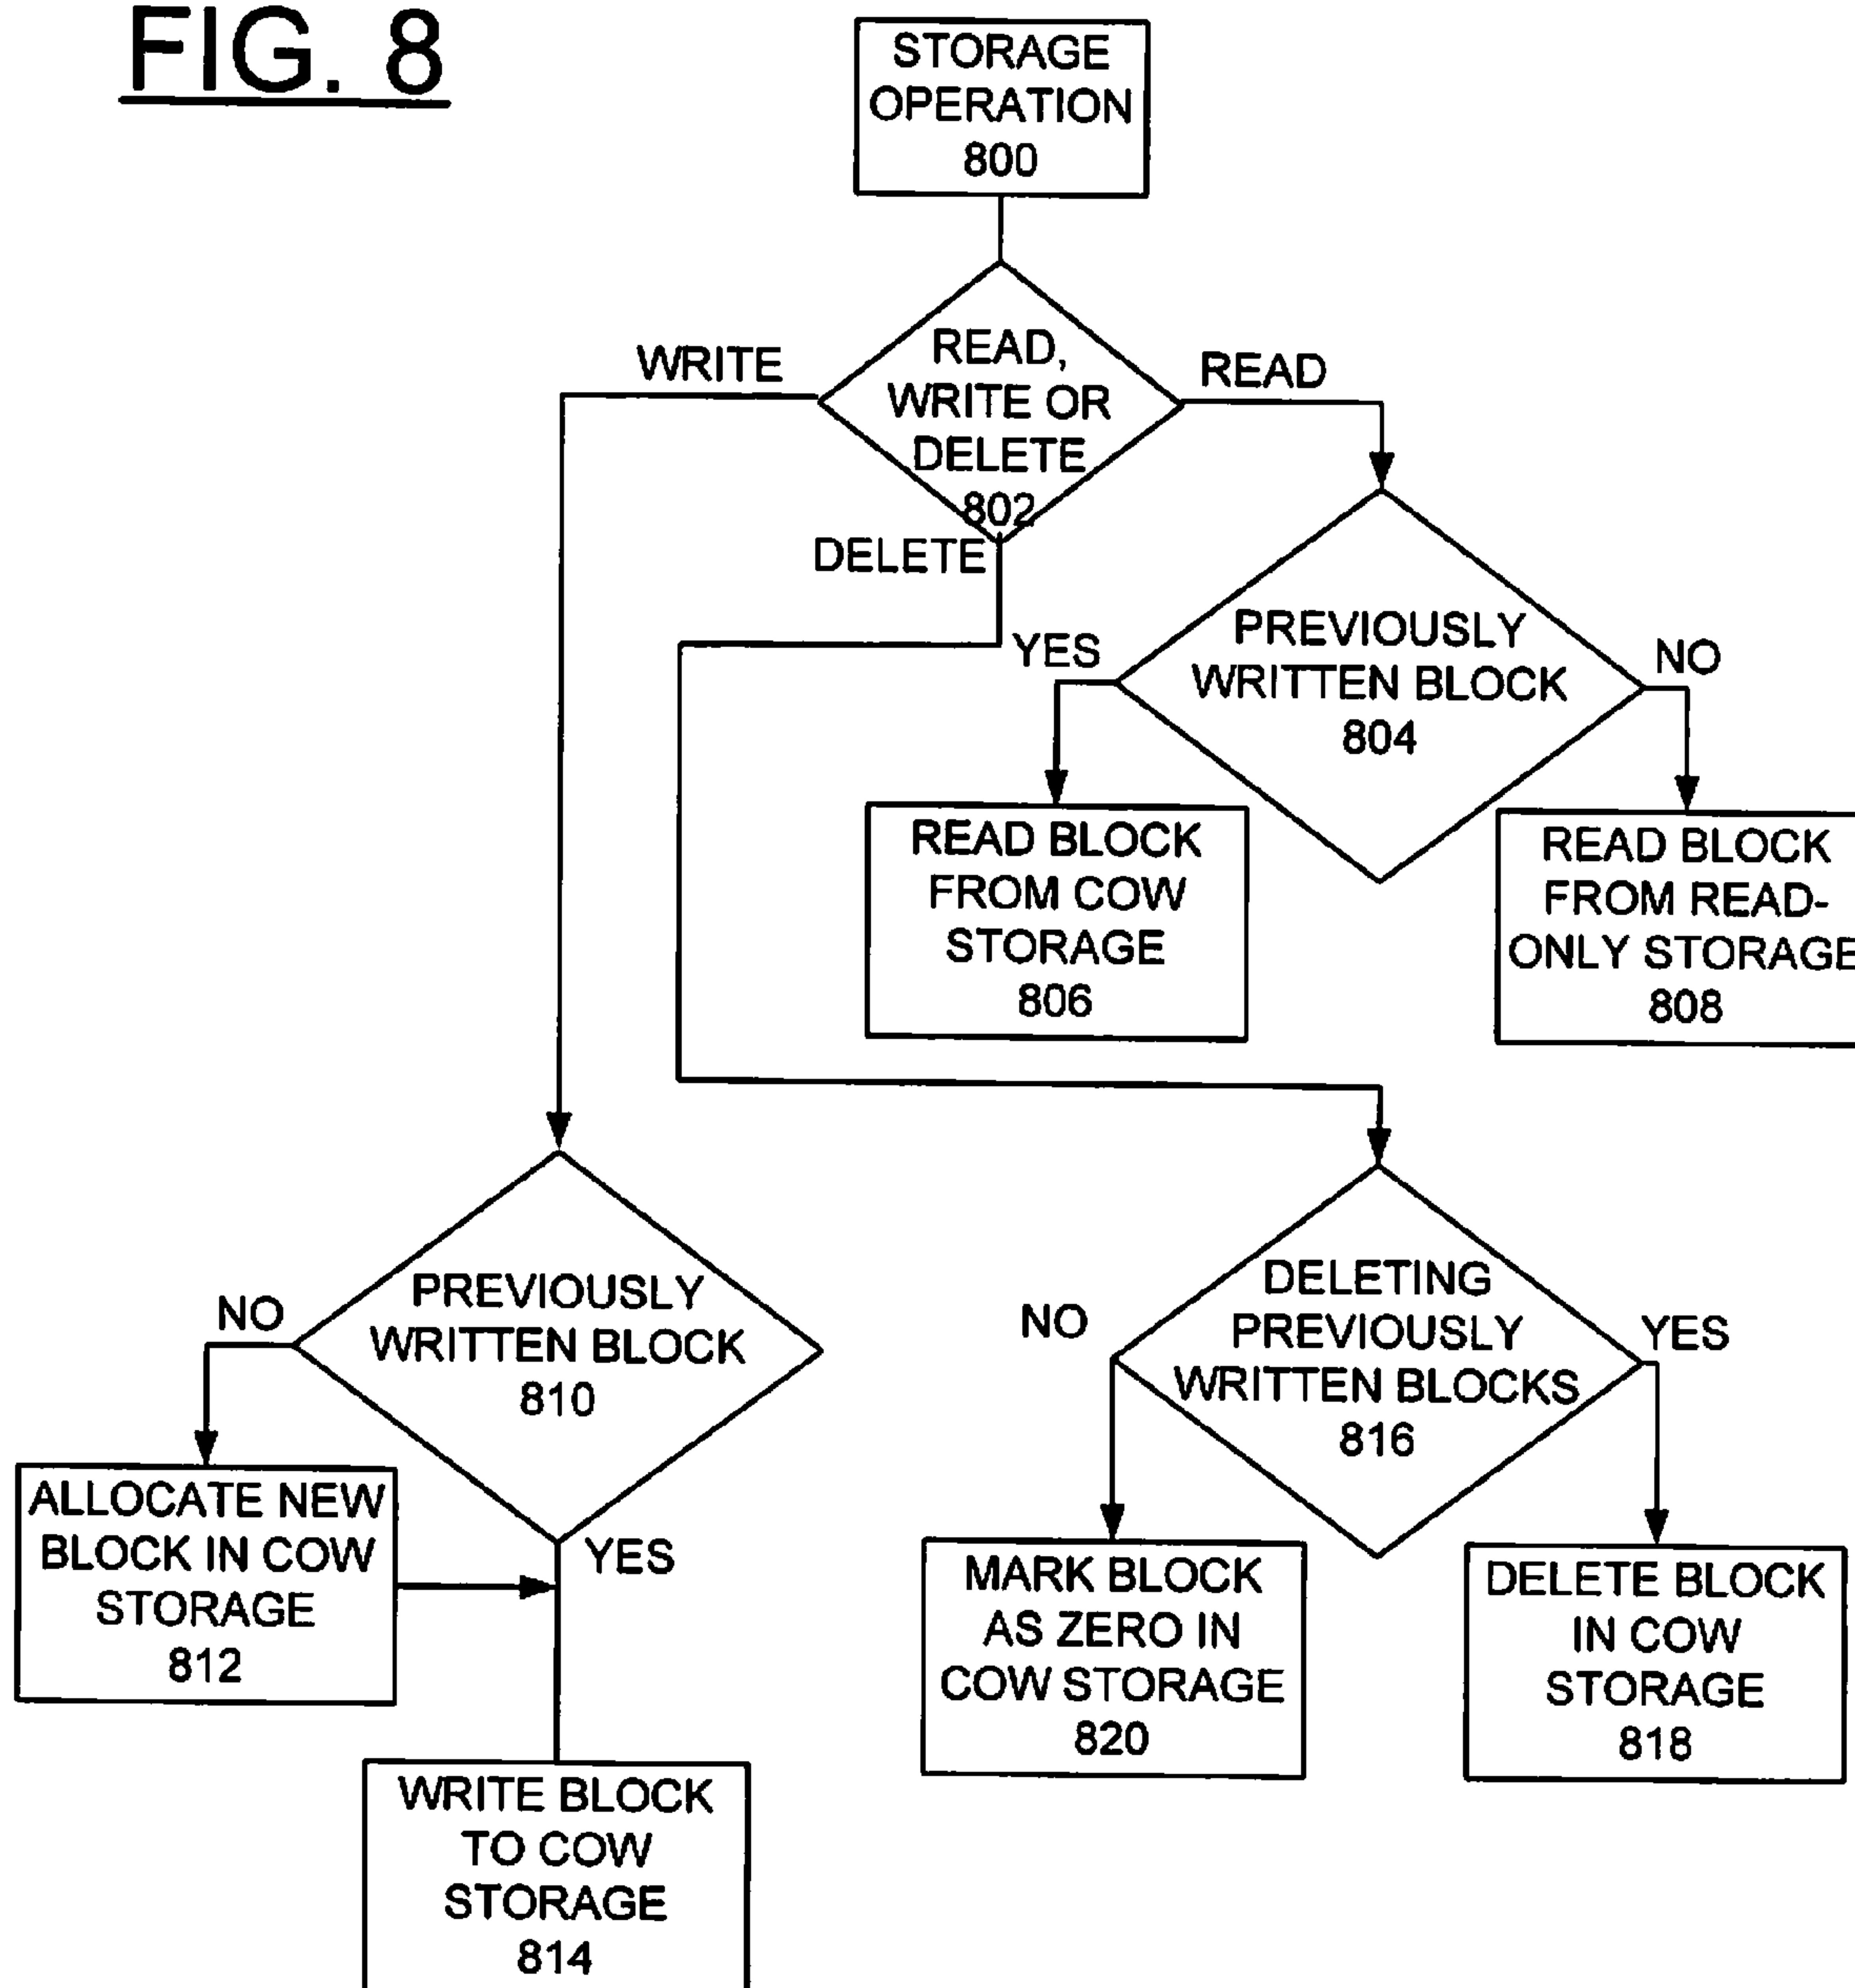 FIG. 8
STORAGE
OPERATION
800
READ,
WRITE OR
DELETE
802
WRITE
READ
DELETE
PREVIOUSLY
WRITTEN BLOCK
804
YES
NO
READ BLOCK
FROM COW
STORAGE
806
READ BLOCK
FROM READ-
ONLY STORAGE
808
PREVIOUSLY
WRITTEN BLOCK
810
NO
YES
ALLOCATE NEW
BLOCK IN COW
STORAGE
812
WRITE BLOCK
TO COW
STORAGE
814
DELETING
PREVIOUSLY
WRITTEN BLOCKS
816
NO
YES
MARK BLOCK
AS ZERO IN
COW STORAGE
820
DELETE BLOCK
IN COW
STORAGE
818